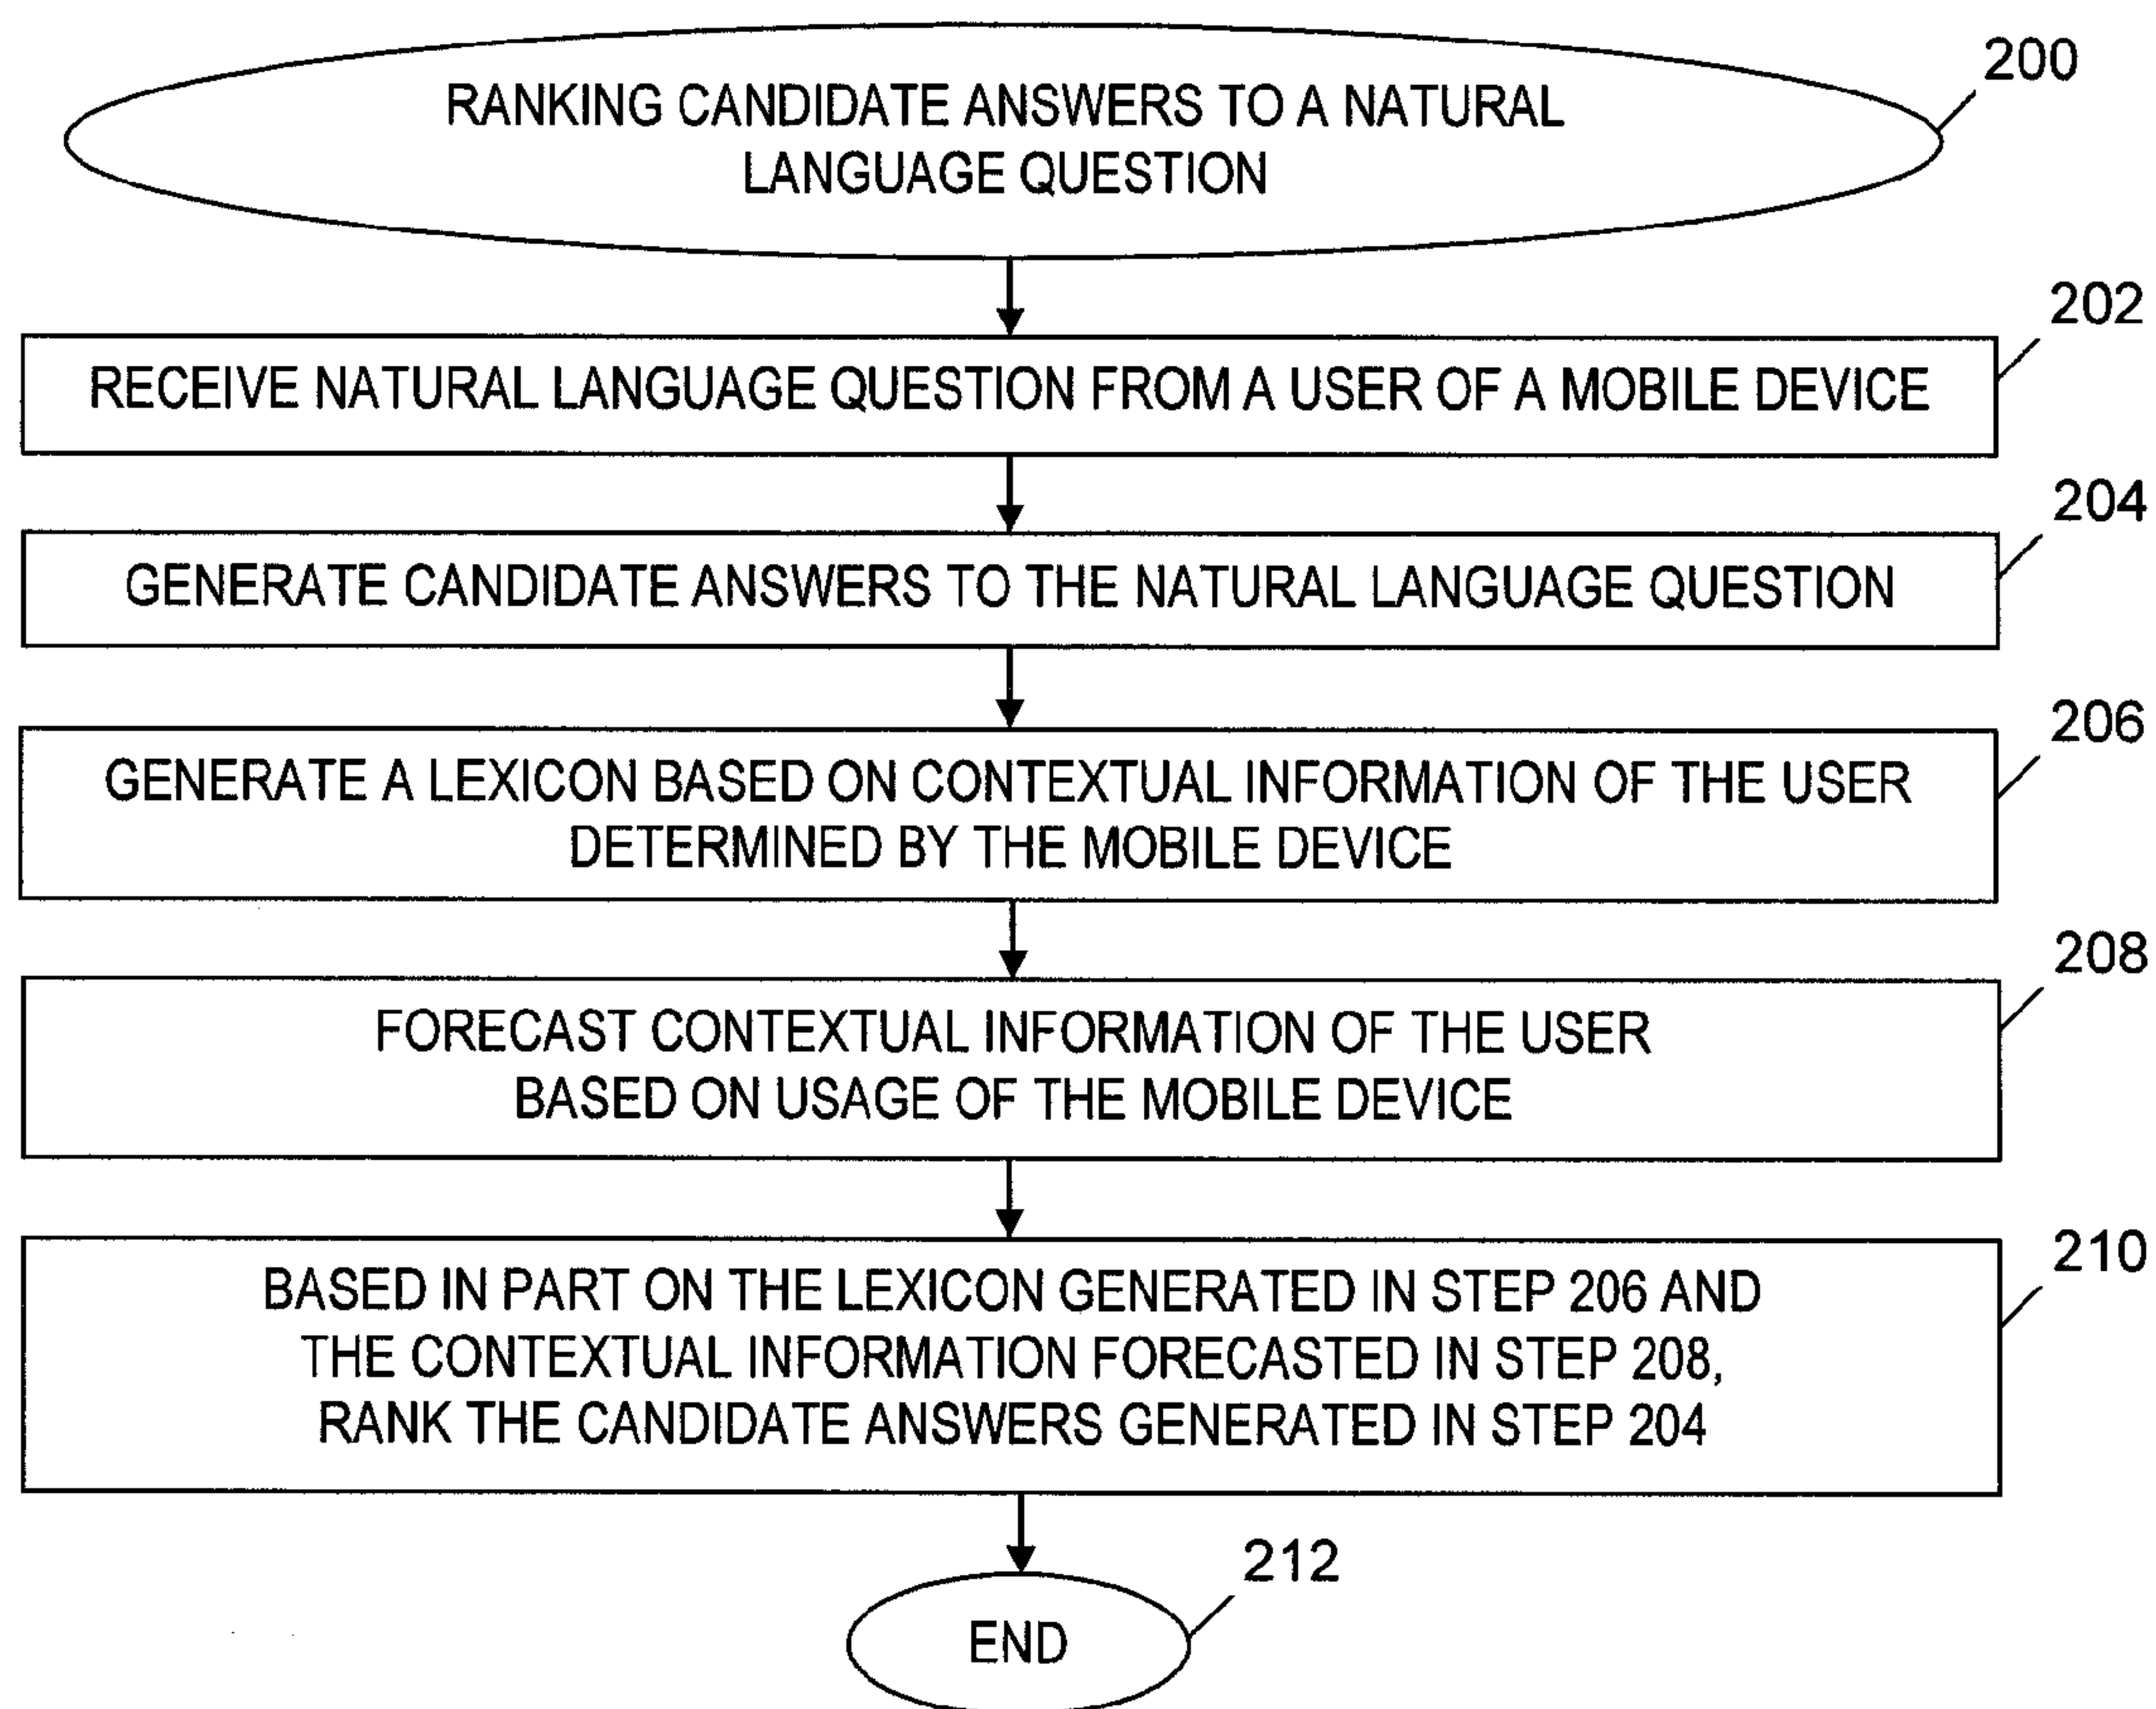 RANKING CANDIDATE ANSWERS TO A NATURAL
LANGUAGE QUESTION
200
RECEIVE NATURAL LANGUAGE QUESTION FROM A USER OF A MOBILE DEVICE
202
GENERATE CANDIDATE ANSWERS TO THE NATURAL LANGUAGE QUESTION
204
GENERATE A LEXICON BASED ON CONTEXTUAL INFORMATION OF THE USER
DETERMINED BY THE MOBILE DEVICE
206
FORECAST CONTEXTUAL INFORMATION OF THE USER
BASED ON USAGE OF THE MOBILE DEVICE
208
BASED IN PART ON THE LEXICON GENERATED IN STEP 206 AND
THE CONTEXTUAL INFORMATION FORECASTED IN STEP 208,
RANK THE CANDIDATE ANSWERS GENERATED IN STEP 204
210
END
212